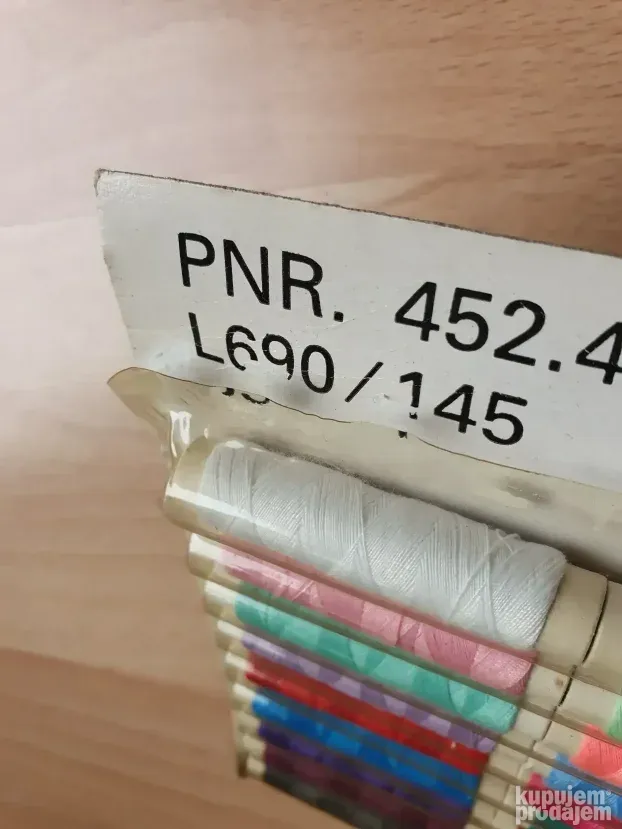 PNR. 452.4
L690/145
kupujem
prodajem